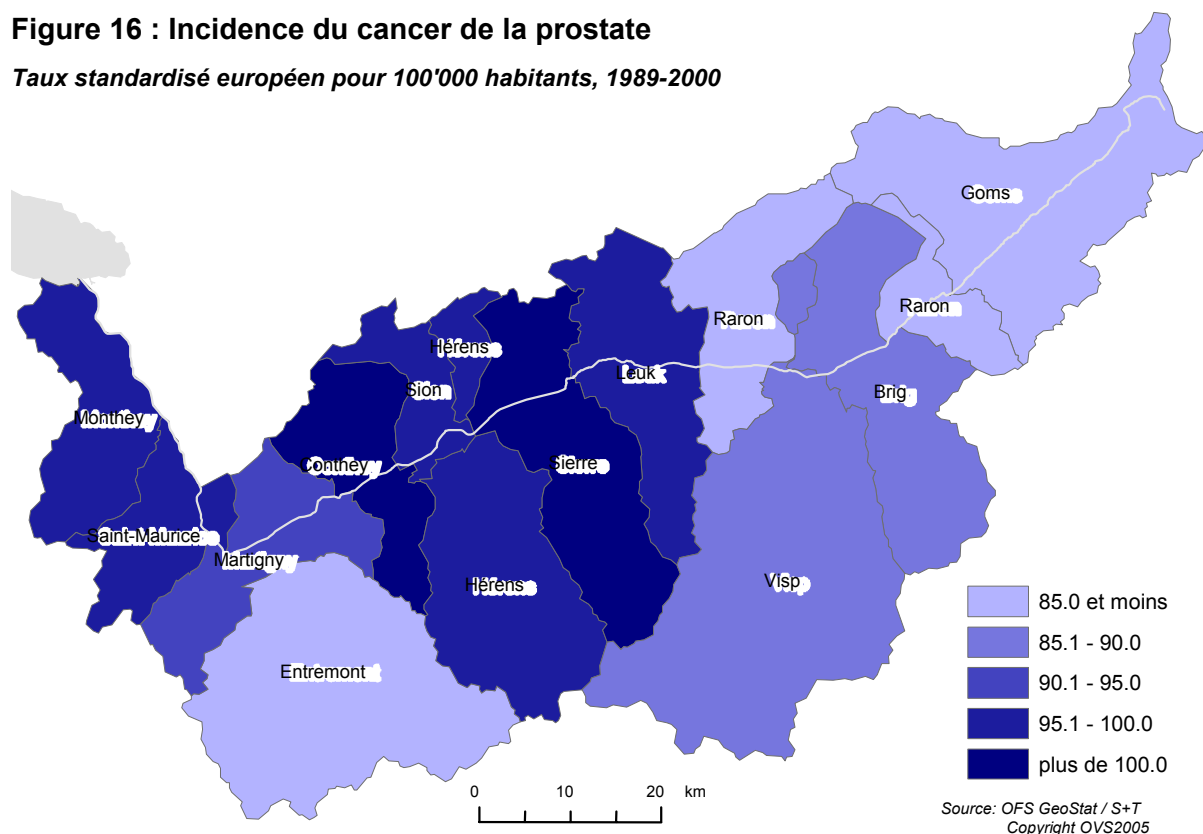 Figure 16 : Incidence du cancer de la prostate
Taux standardisé européen pour 100'000 habitants, 1989-2000
Goms
Raron
Raron
Hérens
Leuk
Sion
Brig
Monthey
Conthey
Sierre
Saint-Maurice
Martigny
Hérens
Visp
Entremont
85.0 et moins
85.1 - 90.0
90.1 - 95.0
95.1 - 100.0
plus de 100.0
0 10 20 km
Source: OFS GeoStat / S+T
Copyright OVS2005